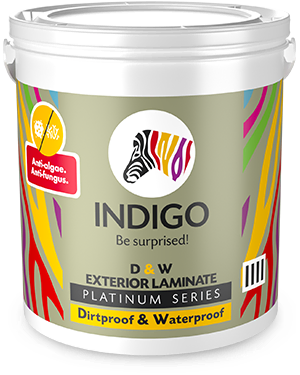 Anti-algae.
Anti-fungus.
INDIGO
Be surprised!
D & W
EXTERIOR LAMINATE
PLATINUM SERIES
Dirtproof & Waterproof